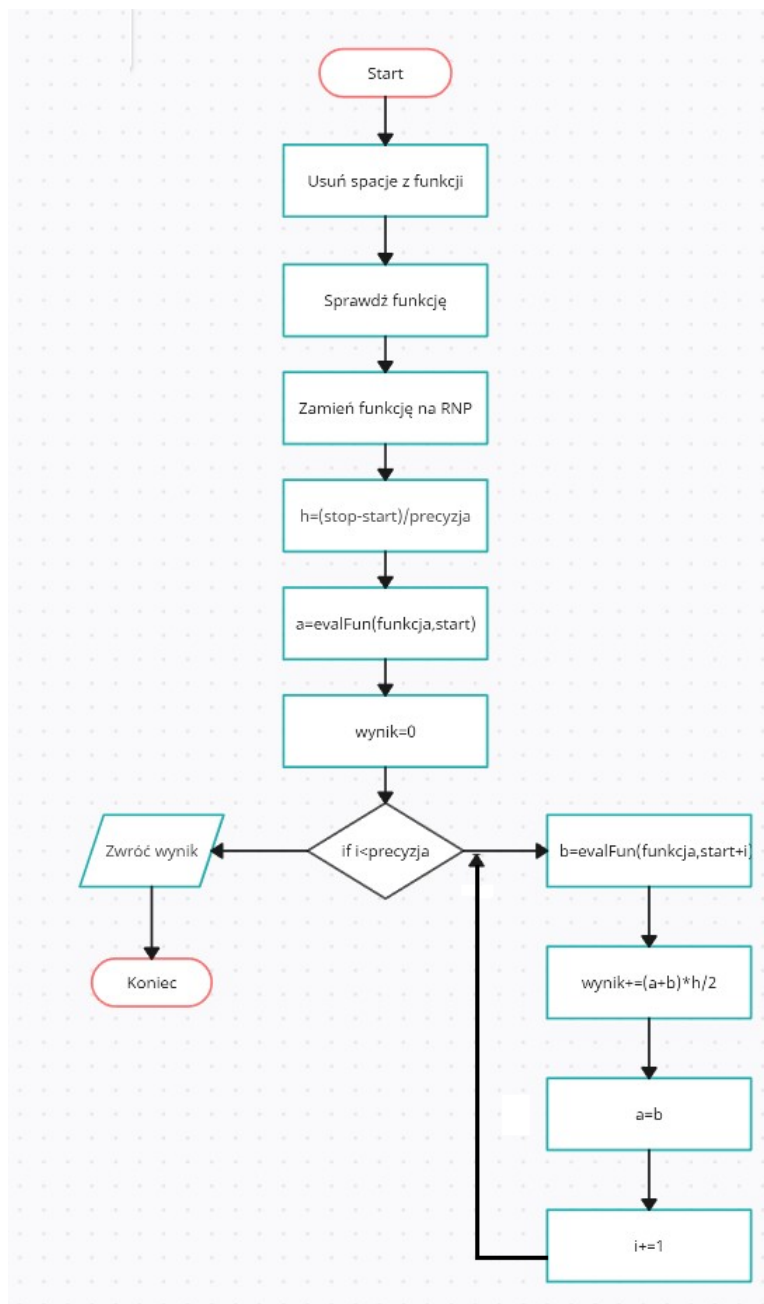 Start
Usuń spacje z funkcji
Sprawdź funkcję
Zamień funkcję na RNP
h=(stop-start)/precyzja
a=evalFun(funkcja,start)
wynik=0
if i<precyzja
Zwróć wynik
Koniec
b=evalFun(funkcja,start+i)
wynik+=(a+b)*h/2
a=b
i+=1